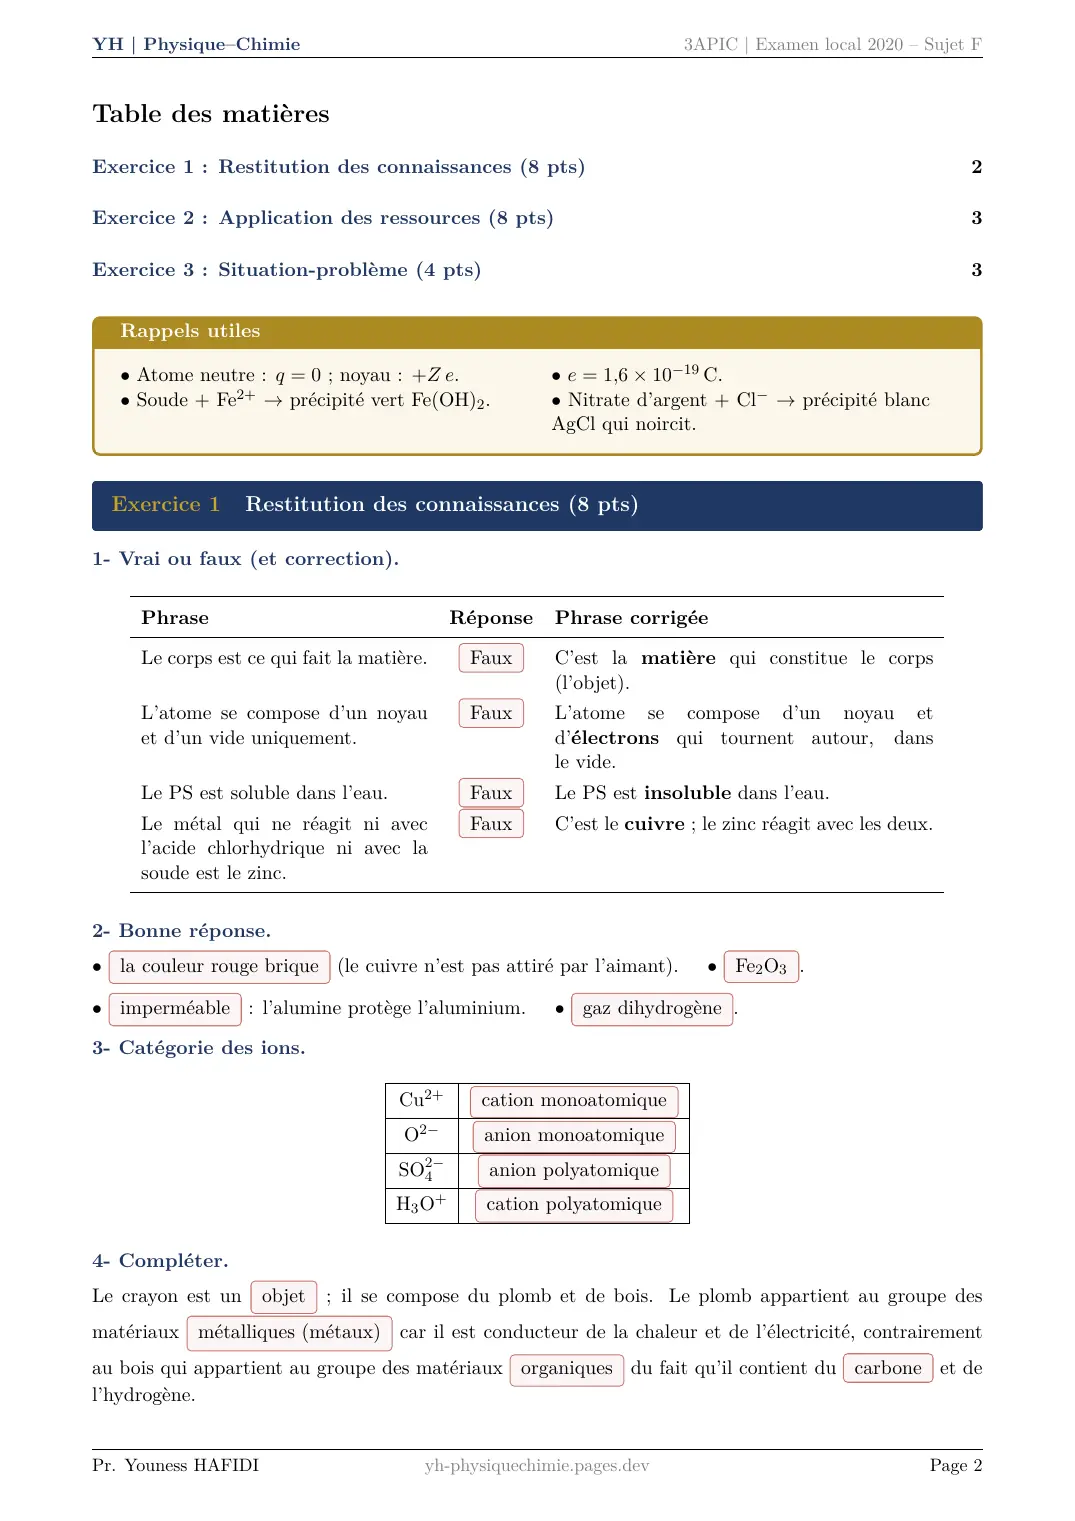 YH | Physique–Chimie
3APIC | Examen local 2020 – Sujet F
Table des matières
Exercice 1 : Restitution des connaissances (8 pts) 2
Exercice 2 : Application des ressources (8 pts) 3
Exercice 3 : Situation-problème (4 pts) 3
Rappels utiles
• Atome neutre : q = 0 ; noyau : +Z e.
• Soude + Fe²⁺ → précipité vert Fe(OH)₂.
• e = 1,6 × 10⁻¹⁹ C.
• Nitrate d'argent + Cl⁻ → précipité blanc
AgCl qui noircit.
Exercice 1 Restitution des connaissances (8 pts)
1- Vrai ou faux (et correction).
Phrase Réponse Phrase corrigée
Le corps est ce qui fait la matière. Faux C'est la matière qui constitue le corps
(l'objet).
L'atome se compose d'un noyau Faux L'atome se compose d'un noyau et
et d'un vide uniquement. d'électrons qui tournent autour, dans
le vide.
Le PS est soluble dans l'eau. Faux Le PS est insoluble dans l'eau.
Le métal qui ne réagit ni avec Faux C'est le cuivre ; le zinc réagit avec les deux.
l'acide chlorhydrique ni avec la
soude est le zinc.
2- Bonne réponse.
• la couleur rouge brique (le cuivre n'est pas attiré par l'aimant). • Fe₂O₃.
• imperméable : l'alumine protège l'aluminium. • gaz dihydrogène.
3- Catégorie des ions.
Cu²⁺ cation monoatomique
O²⁻ anion monoatomique
SO₄²⁻ anion polyatomique
H₃O⁺ cation polyatomique
4- Compléter.
Le crayon est un objet ; il se compose du plomb et de bois. Le plomb appartient au groupe des
matériaux métalliques (métaux) car il est conducteur de la chaleur et de l'électricité, contrairement
au bois qui appartient au groupe des matériaux organiques du fait qu'il contient du carbone et de
l'hydrogène.
Pr. Youness HAFIDI
yh-physiquechimie.pages.dev
Page 2